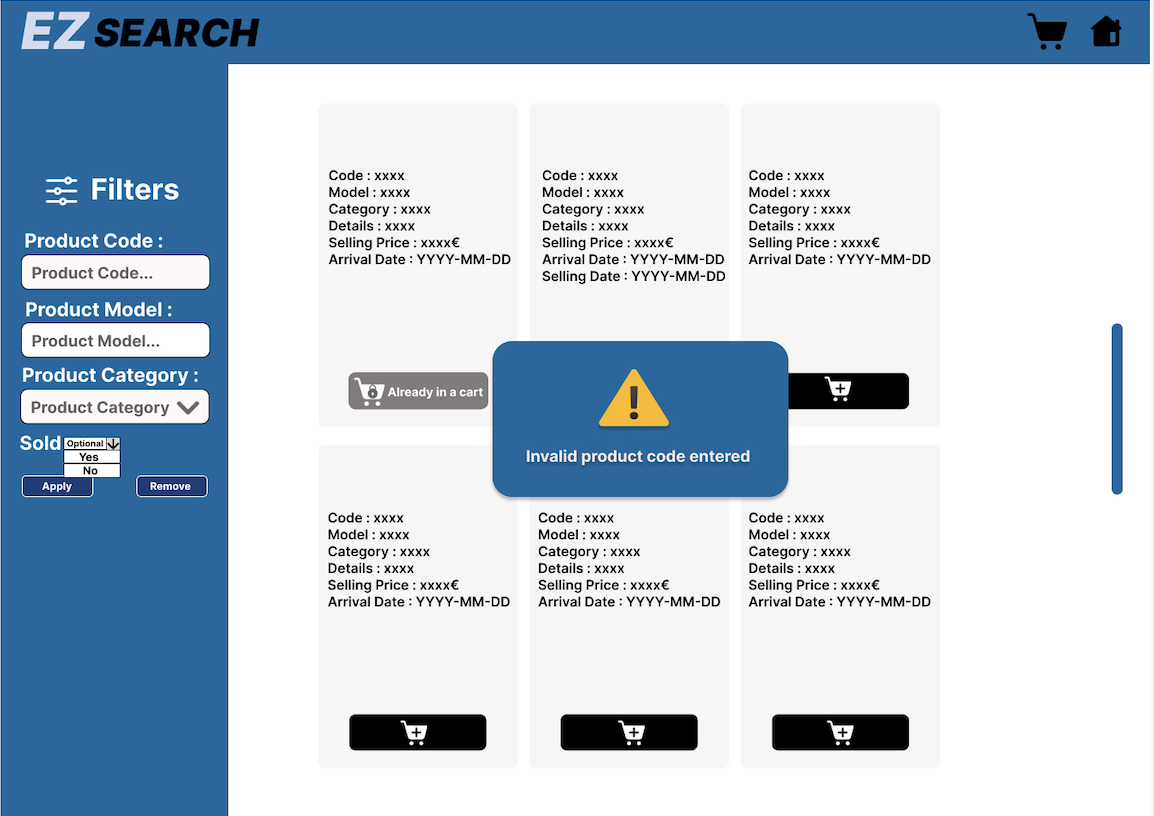 EZ SEARCH
Filters
Product Code :
Product Code...
Product Model :
Product Model...
Product Category :
Product Category
Sold
Optional
Yes
No
Apply
Remove
Code : xxxx
Model : xxxx
Category : xxxx
Details : xxxx
Selling Price : xxxx€
Arrival Date : YYYY-MM-DD
Already in a cart
Code : xxxx
Model : xxxx
Category : xxxx
Details : xxxx
Selling Price : xxxx€
Arrival Date : YYYY-MM-DD
Selling Date : YYYY-MM-DD
Code : xxxx
Model : xxxx
Category : xxxx
Details : xxxx
Selling Price : xxxx€
Arrival Date : YYYY-MM-DD
Invalid product code entered
Code : xxxx
Model : xxxx
Category : xxxx
Details : xxxx
Selling Price : xxxx€
Arrival Date : YYYY-MM-DD
Code : xxxx
Model : xxxx
Category : xxxx
Details : xxxx
Selling Price : xxxx€
Arrival Date : YYYY-MM-DD
Code : xxxx
Model : xxxx
Category : xxxx
Details : xxxx
Selling Price : xxxx€
Arrival Date : YYYY-MM-DD